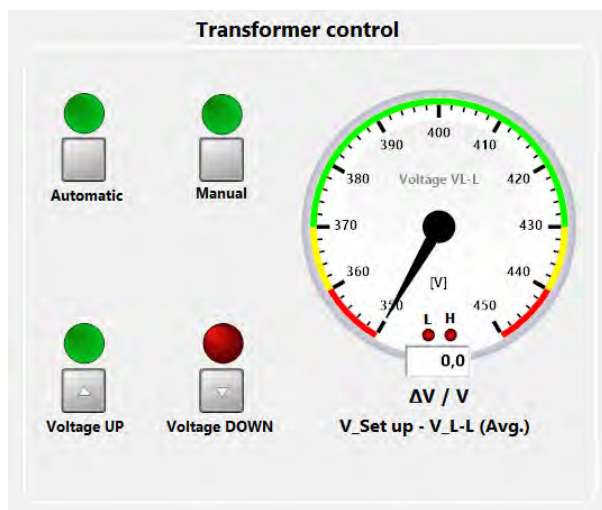 Transformer control
Automatic
Manual
Voltage UP
Voltage DOWN
350
360
370
380
390
400
410
420
430
440
450
Voltage VL-L
[V]
L H
0,0
ΔV / V
V_Set up - V_L-L (Avg.)